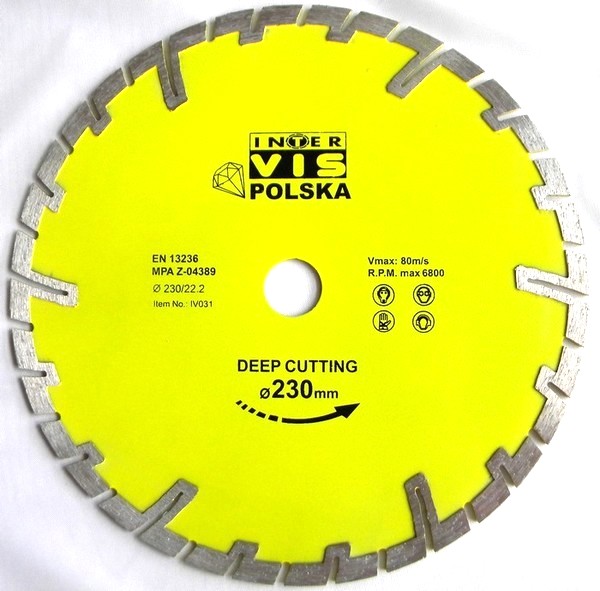 INTER
VIS
POLSKA
EN 13236
MPA Z-04389
Ø 230/22.2
Item No.: IV031
Vmax: 80m/s
R.P.M. max 6800
DEEP CUTTING
Ø230mm